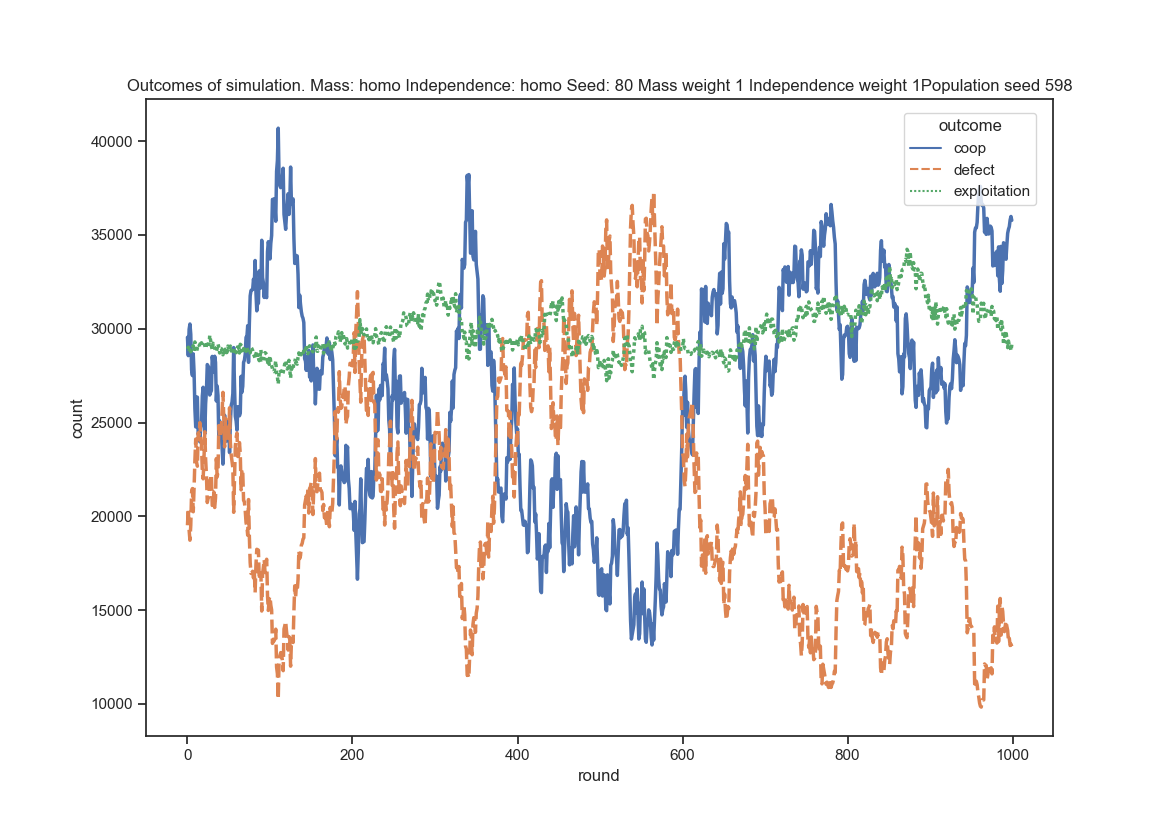 Outcomes of simulation. Mass: homo Independence: homo Seed: 80 Mass weight 1 Independence weight 1Population seed 598
outcome
coop
defect
exploitation
40000
35000
30000
25000
20000
15000
10000
count
0 200 400 600 800 1000
round